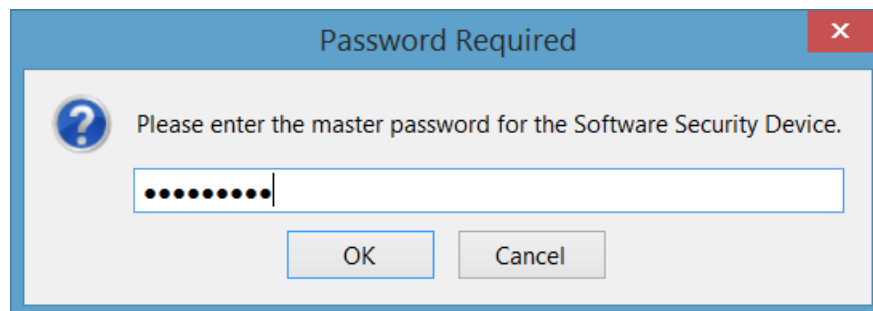 Password Required
Please enter the master password for the Software Security Device.
•••••••••
OK
Cancel